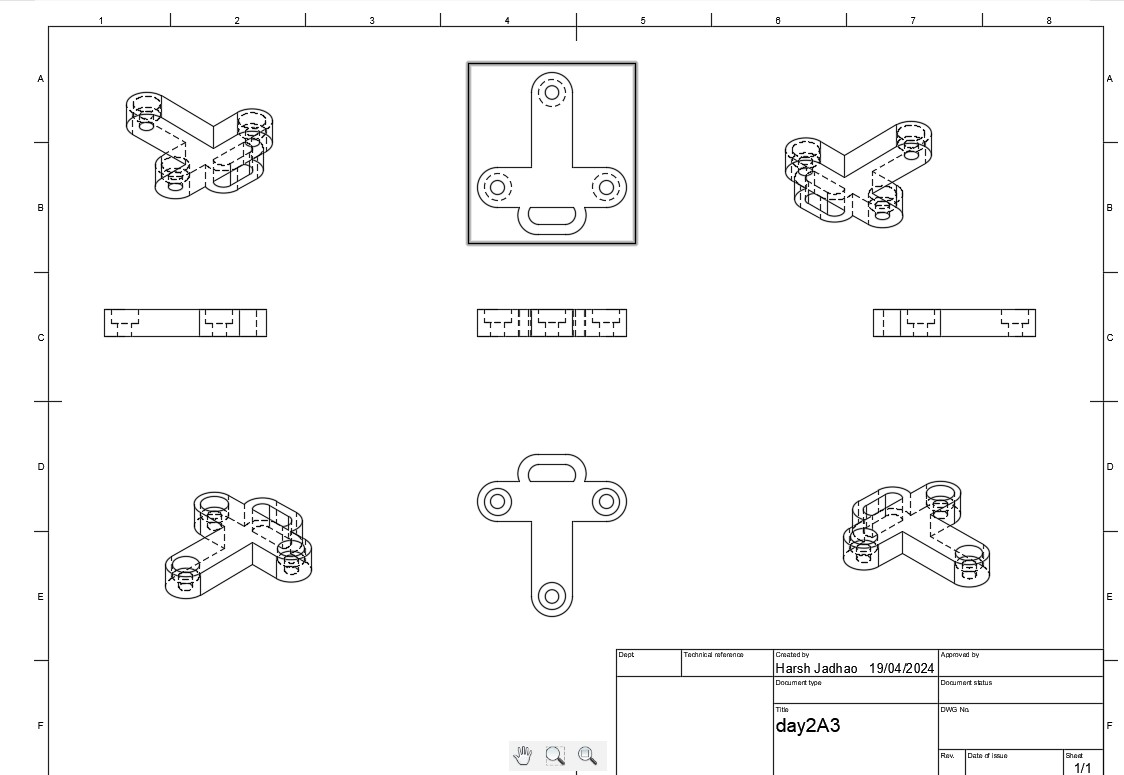 1 2 3 4 5 6 7 8
A A
B B
C C
D D
E E
Dept. Technical reference Created by Approved by
Harsh Jadhao 19/04/2024
Document type Document status
Title DWG No.
day2A3
F F
Rev. Date of issue Sheet
1/1